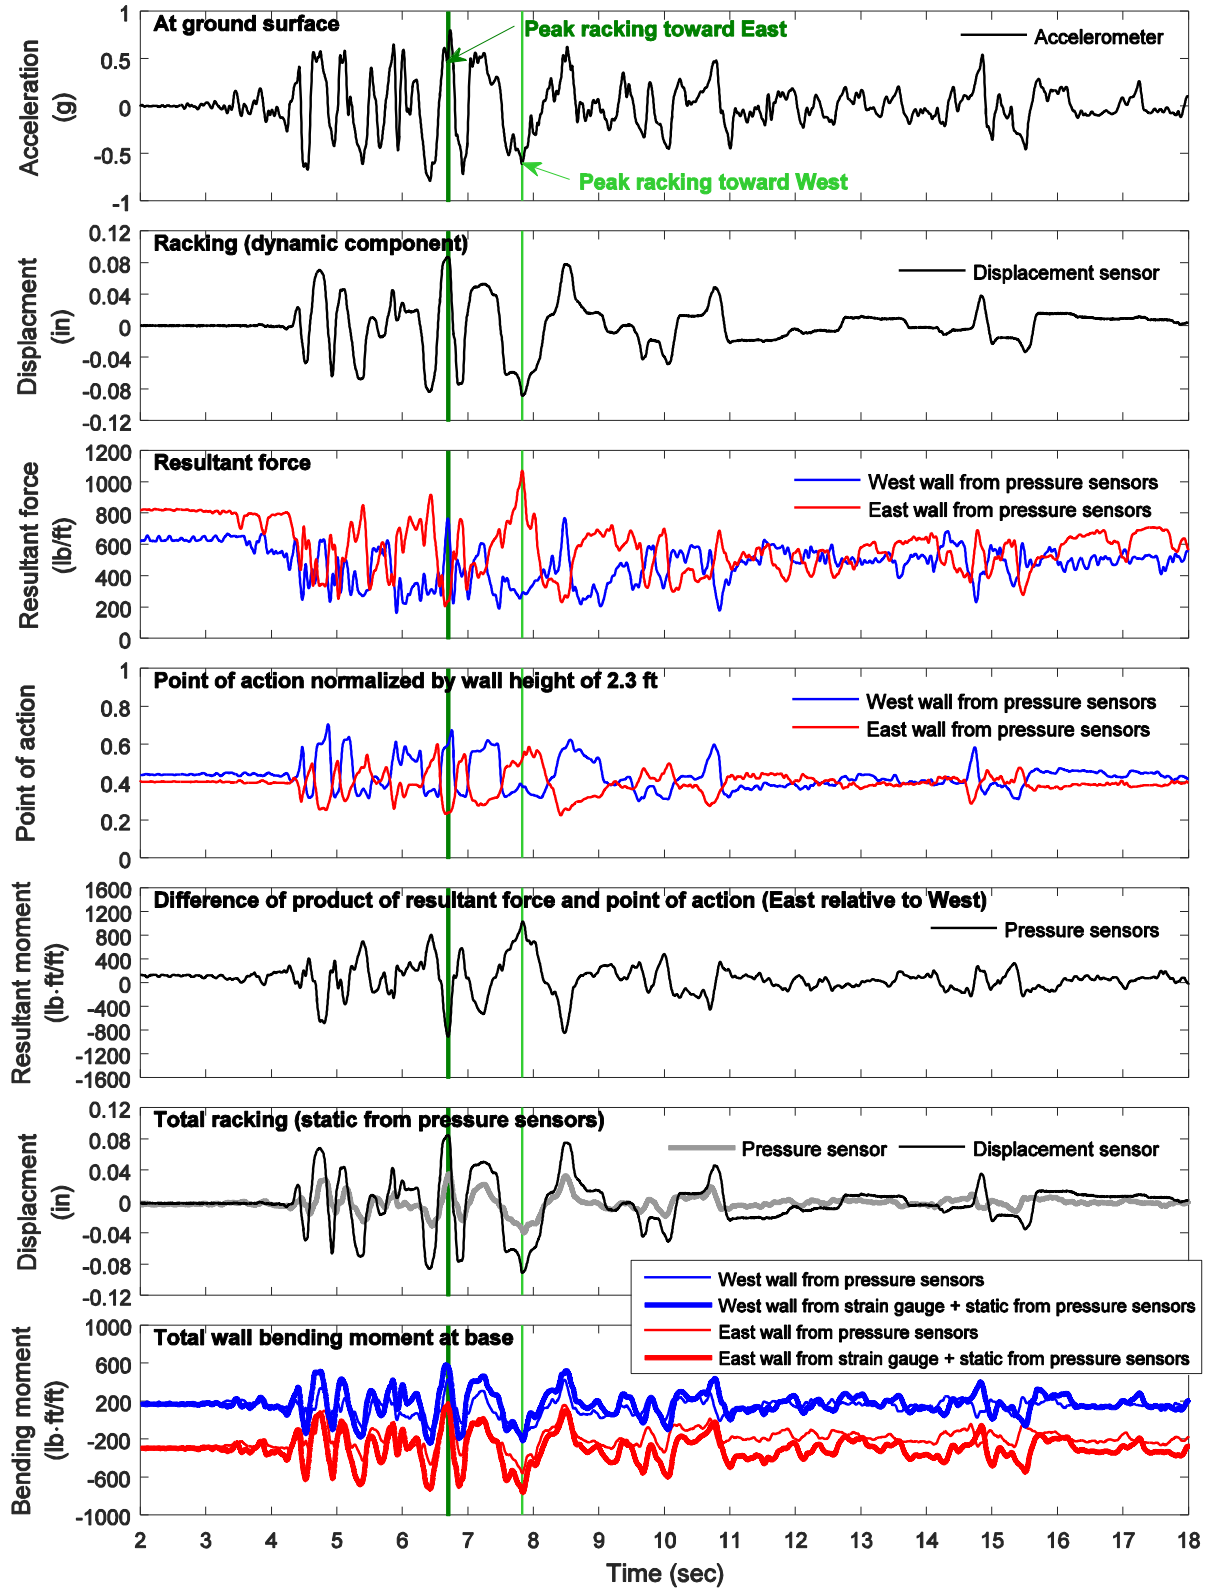 At ground surface
Peak racking toward East
Accelerometer
Peak racking toward West
Acceleration
(g)
1
0.5
0
-0.5
-1
Racking (dynamic component)
Displacement sensor
Displacment
(in)
0.12
0.08
0.04
0
-0.04
-0.08
-0.12
Resultant force
West wall from pressure sensors
East wall from pressure sensors
Resultant force
(lb/ft)
1200
1000
800
600
400
200
0
Point of action normalized by wall height of 2.3 ft
West wall from pressure sensors
East wall from pressure sensors
Point of action
1
0.8
0.6
0.4
0.2
0
Difference of product of resultant force and point of action (East relative to West)
Pressure sensors
Resultant moment
(lb·ft/ft)
1600
1200
800
400
0
-400
-800
-1200
-1600
Total racking (static from pressure sensors)
Pressure sensor
Displacement sensor
Displacment
(in)
0.12
0.08
0.04
0
-0.04
-0.08
-0.12
West wall from pressure sensors
West wall from strain gauge + static from pressure sensors
East wall from pressure sensors
East wall from strain gauge + static from pressure sensors
Total wall bending moment at base
Bending moment
(lb·ft/ft)
1000
600
200
-200
-600
-1000
2 3 4 5 6 7 8 9 10 11 12 13 14 15 16 17 18
Time (sec)